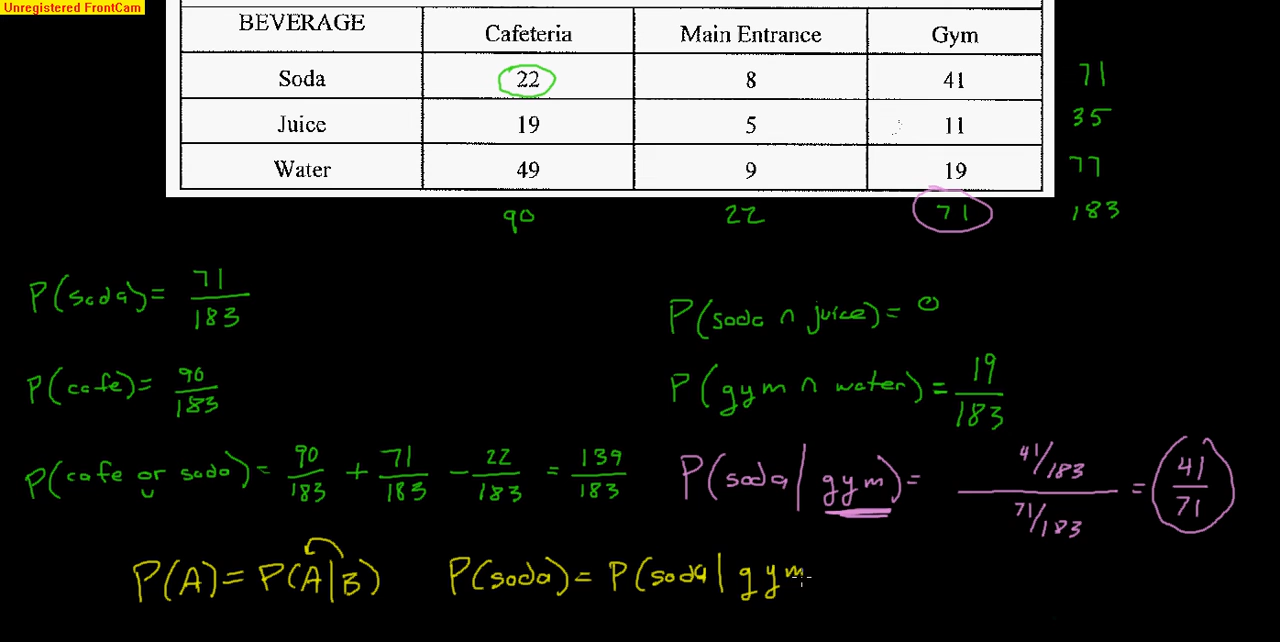 Unregistered FrontCam
BEVERAGE Cafeteria Main Entrance Gym
Soda 22 8 41 71
Juice 19 5 11 35
Water 49 9 19 77
90 22 71 183
P(soda) = 71/183
P(soda ∩ juice) = 0
P(cafe) = 90/183
P(gym ∩ water) = 19/183
P(cafe or soda) = 90/183 + 71/183 - 22/183 = 139/183
∪
P(soda | gym) = (41/183)/(71/183) = 41/71
P(A) = P(A|B) P(soda) = P(soda | gym